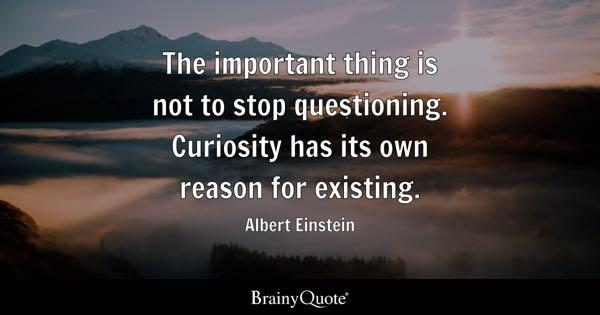 The important thing is
not to stop questioning.
Curiosity has its own
reason for existing.
Albert Einstein
BrainyQuote®